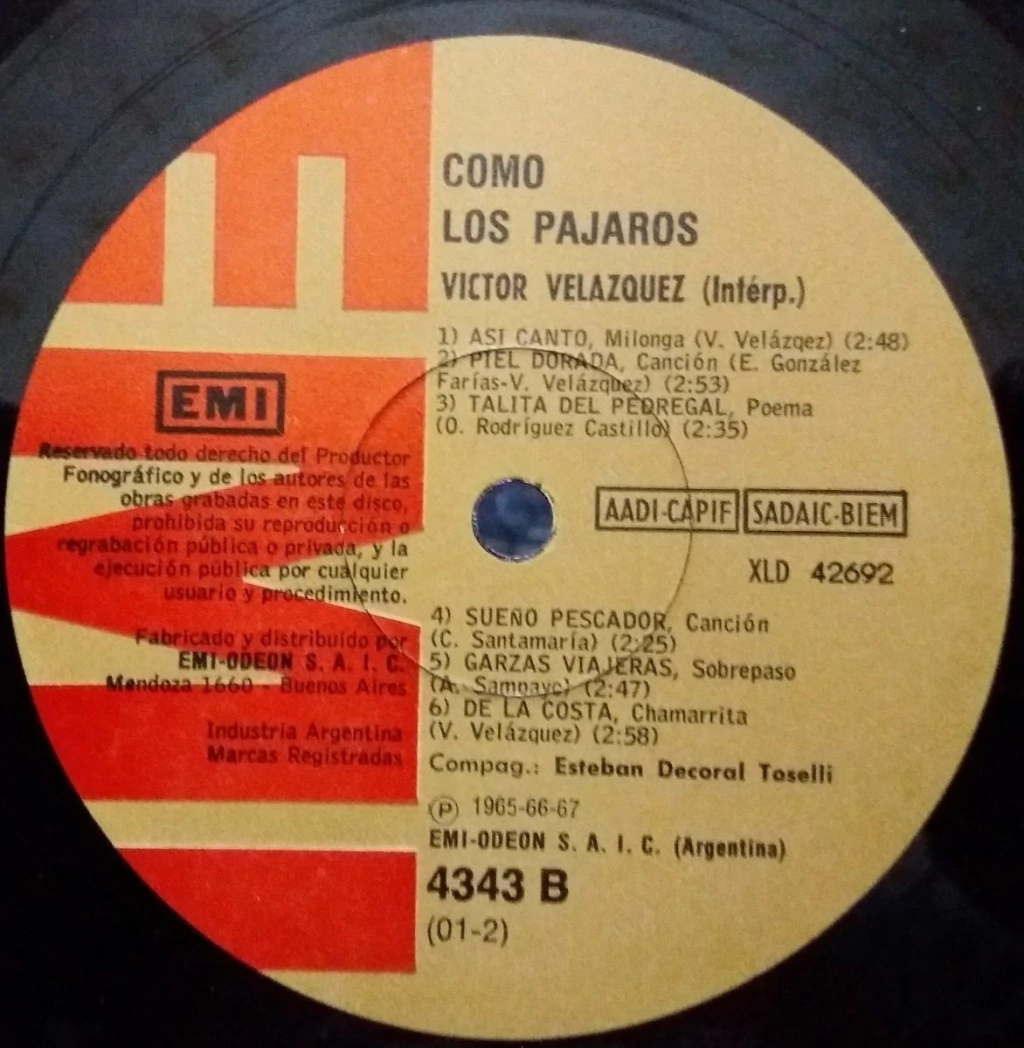 COMO
LOS PAJAROS
VICTOR VELAZQUEZ (Intérp.)
1) ASI CANTO, Milonga (V. Velázqez) (2:48)
2) PIEL DORADA, Canción (E. González
Farías-V. Velázquez) (2:53)
3) TALITA DEL PEDREGAL, Poema
(O. Rodríguez Castillo) (2:35)
EMI
Reservado todo derecho del Productor
Fonográfico y de los autores de las
obras grabadas en este disco,
prohibida su reproducción o
regrabación pública o privada, y la
ejecución pública por cualquier
usuario y procedimiento.
Fabricado y distribuido por
EMI-ODEON S. A. I. C.
Mendoza 1660 - Buenos Aires
Industria Argentina
Marcas Registradas
AADI-CAPIF SADAIC-BIEM
XLD 42692
4) SUEÑO PESCADOR, Canción
(C. Santamaría) (2:25)
5) GARZAS VIAJERAS, Sobrepaso
(A. Sampayo) (2:47)
6) DE LA COSTA, Chamarrita
(V. Velázquez) (2:58)
Compag.: Esteban Decoral Toselli
Ⓟ 1965-66-67
EMI-ODEON S. A. I. C. (Argentina)
4343 B
(01-2)
EMI